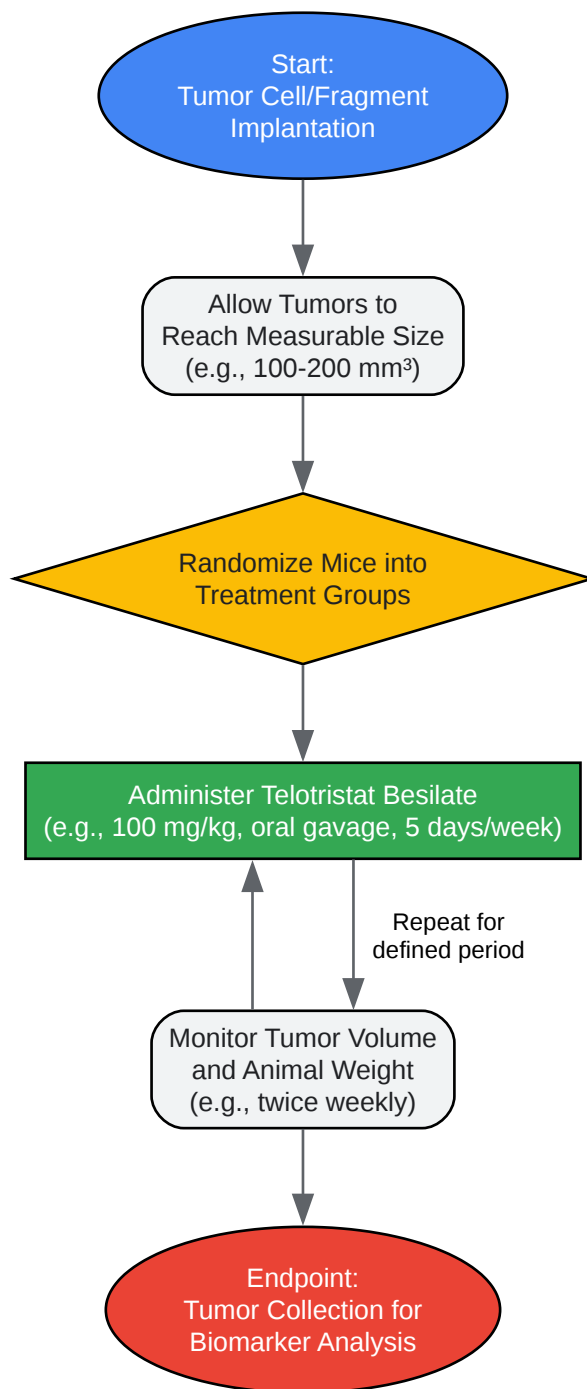 Start:
Tumor Cell/Fragment
Implantation
Allow Tumors to
Reach Measurable Size
(e.g., 100-200 mm³)
Randomize Mice into
Treatment Groups
Administer Telotristat Besilate
(e.g., 100 mg/kg, oral gavage, 5 days/week)
Repeat for
defined period
Monitor Tumor Volume
and Animal Weight
(e.g., twice weekly)
Endpoint:
Tumor Collection for
Biomarker Analysis